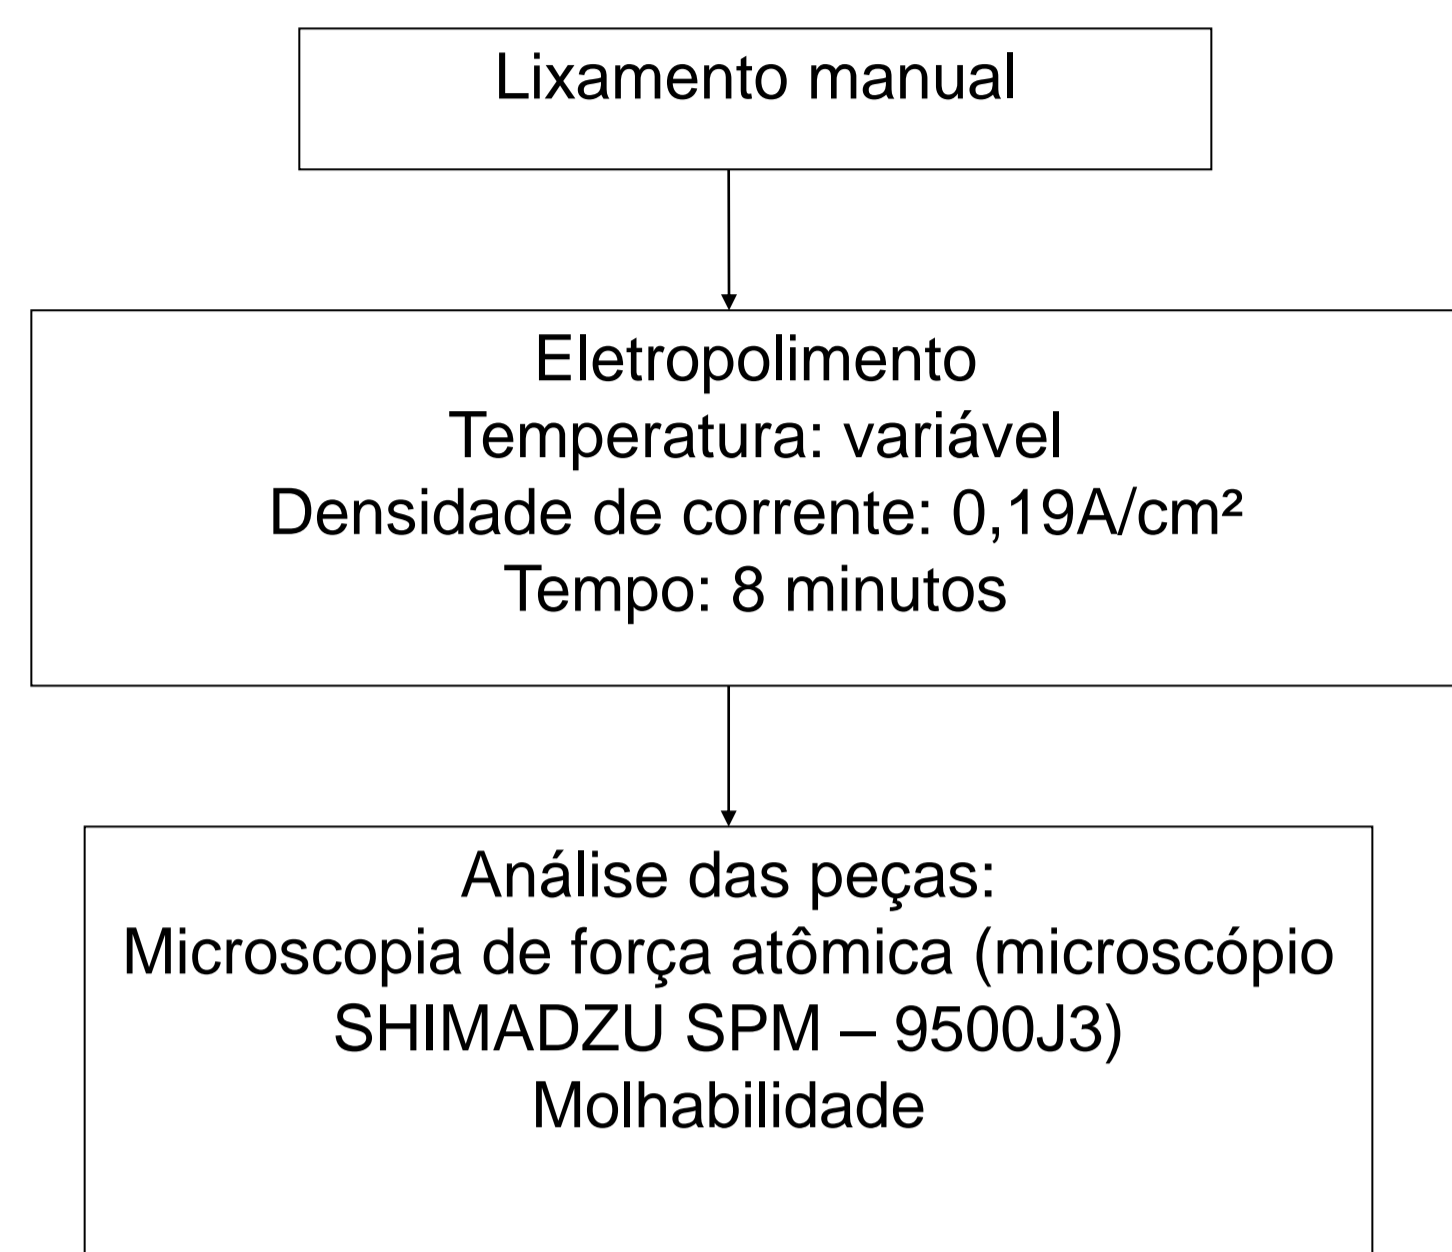 Lixamento manual
Eletropolimento
Temperatura: variável
Densidade de corrente: 0,19A/cm²
Tempo: 8 minutos
Análise das peças:
Microscopia de força atômica (microscópio
SHIMADZU SPM – 9500J3)
Molhabilidade